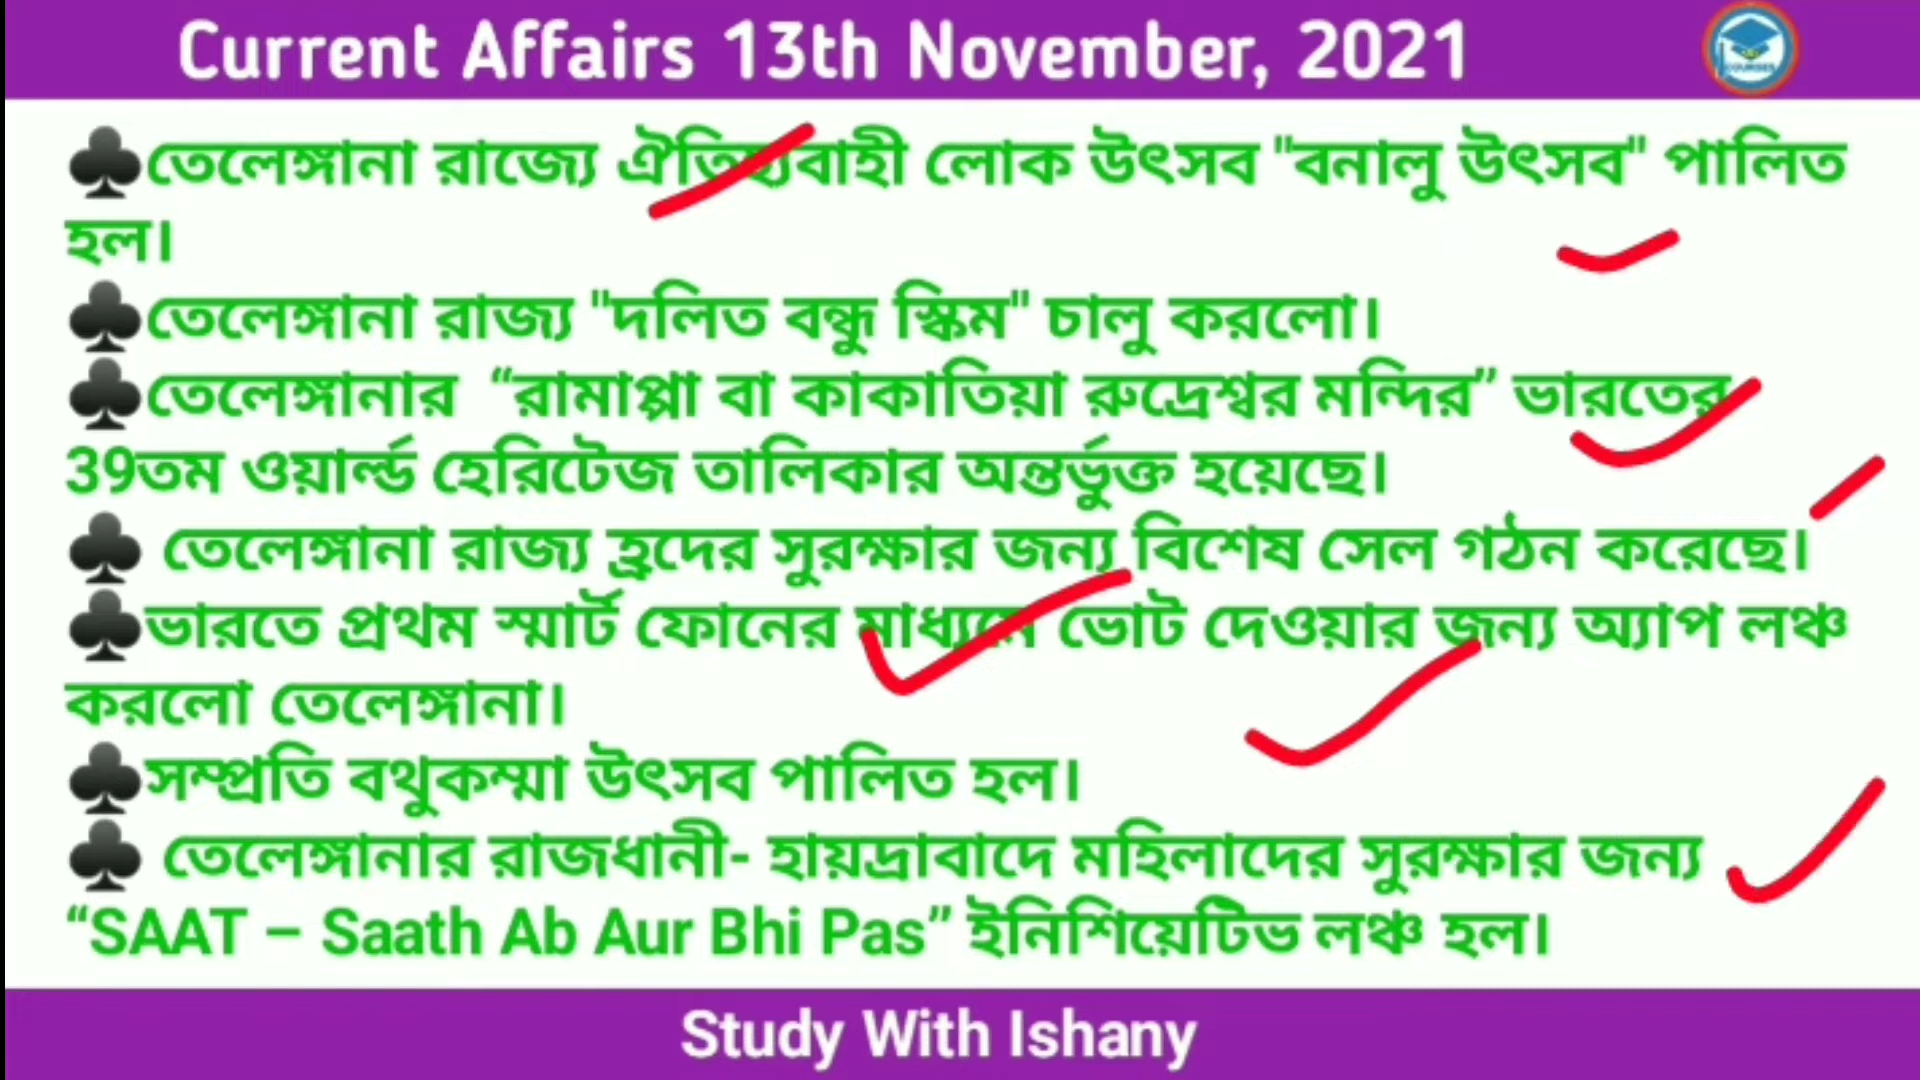 Current Affairs 13th November, 2021
COURSES
♣তেলেঙ্গানা রাজ্যে ঐতিহ্যবাহী লোক উৎসব "বনালু উৎসব" পালিত
হল।
♣তেলেঙ্গানা রাজ্য "দলিত বন্ধু স্কিম" চালু করলো।
♣তেলেঙ্গানার “রামাপ্পা বা কাকাতিয়া রুদ্রেশ্বর মন্দির” ভারতের
39তম ওয়ার্ল্ড হেরিটেজ তালিকার অন্তর্ভুক্ত হয়েছে।
♣ তেলেঙ্গানা রাজ্য হ্রদের সুরক্ষার জন্য বিশেষ সেল গঠন করেছে।
♣ভারতে প্রথম স্মার্ট ফোনের মাধ্যমে ভোট দেওয়ার জন্য অ্যাপ লঞ্চ
করলো তেলেঙ্গানা।
♣সম্প্রতি বথুকম্মা উৎসব পালিত হল।
♣ তেলেঙ্গানার রাজধানী- হায়দ্রাবাদে মহিলাদের সুরক্ষার জন্য
“SAAT – Saath Ab Aur Bhi Pas” ইনিশিয়েটিভ লঞ্চ হল।
Study With Ishany